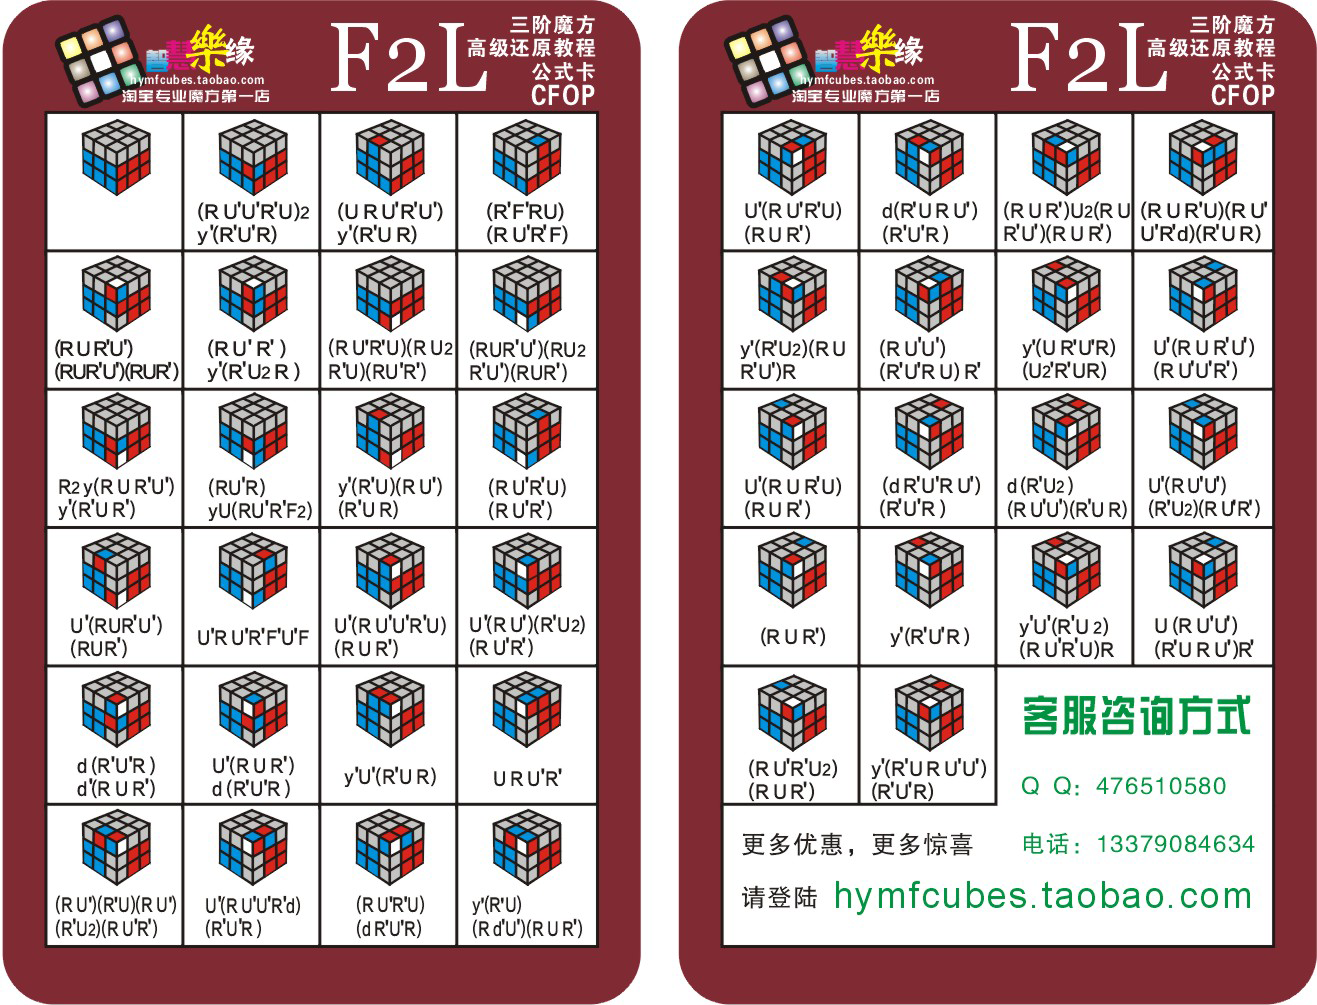 智慧樂缘
hymfcubes.taobao.com
淘宝专业魔方第一店
F2L
三阶魔方
高级还原教程
公式卡
CFOP
(R U'U'R'U)2
y'(R'U'R)
(U R U'R'U')
y'(R'U R)
(R'F'RU)
(R U'R'F)
(R U R'U')
(RUR'U')(RUR')
(R U' R' )
y'(R'U2 R )
(R U'R'U)(R U2
R'U)(RU'R')
(RUR'U')(RU2
R'U')(RUR')
R2 y(R U R'U')
y'(R'U R')
(RU'R)
yU(RU'R'F2)
y'(R'U)(R U')
(R'U R)
(R U'R'U)
(R U'R')
U'(RUR'U')
(RUR')
U'R U'R'F'U'F
U'(R U'U'R'U)
(R U R')
U'(R U')(R'U2)
(R U'R')
d (R'U'R )
d'(R U R')
U'(R U R')
d (R'U'R )
y'U'(R'U R)
U R U'R'
(R U')(R'U)(R U')
(R'U2)(R U'R')
U'(R U'U'R'd)
(R'U'R )
(R U'R'U)
(d R'U'R)
y'(R'U)
(R d'U')(R U R')
智慧樂缘
hymfcubes.taobao.com
淘宝专业魔方第一店
F2L
三阶魔方
高级还原教程
公式卡
CFOP
U'(R U'R'U)
(R U R')
d(R'U R U')
(R'U'R )
(R U R')U2(R U
R'U')(R U R')
(R U R'U)(R U'
U'R'd)(R'U R)
y'(R'U2)(R U
R'U')R
(R U'U')
(R'U'R U) R'
y'(U R'U'R)
(U2'R'UR)
U'(R U R'U')
(R U'U'R')
U'(R U R'U)
(R U R')
(d R'U'R U')
(R'U'R )
d (R'U2 )
(R U'U')(R'U R)
U'(R'U'U')
(R'U2)(R U'R')
(R U R')
y'(R'U'R )
y'U'(R'U 2)
(R U'R'U)R
U (R U'U')
(R'U R U')R'
(R U'R'U2)
(R U R')
y'(R'U R U'U')
(R'U'R)
客服咨询方式
Q Q：476510580
更多优惠，更多惊喜
电话：13379084634
请登陆 hymfcubes.taobao.com